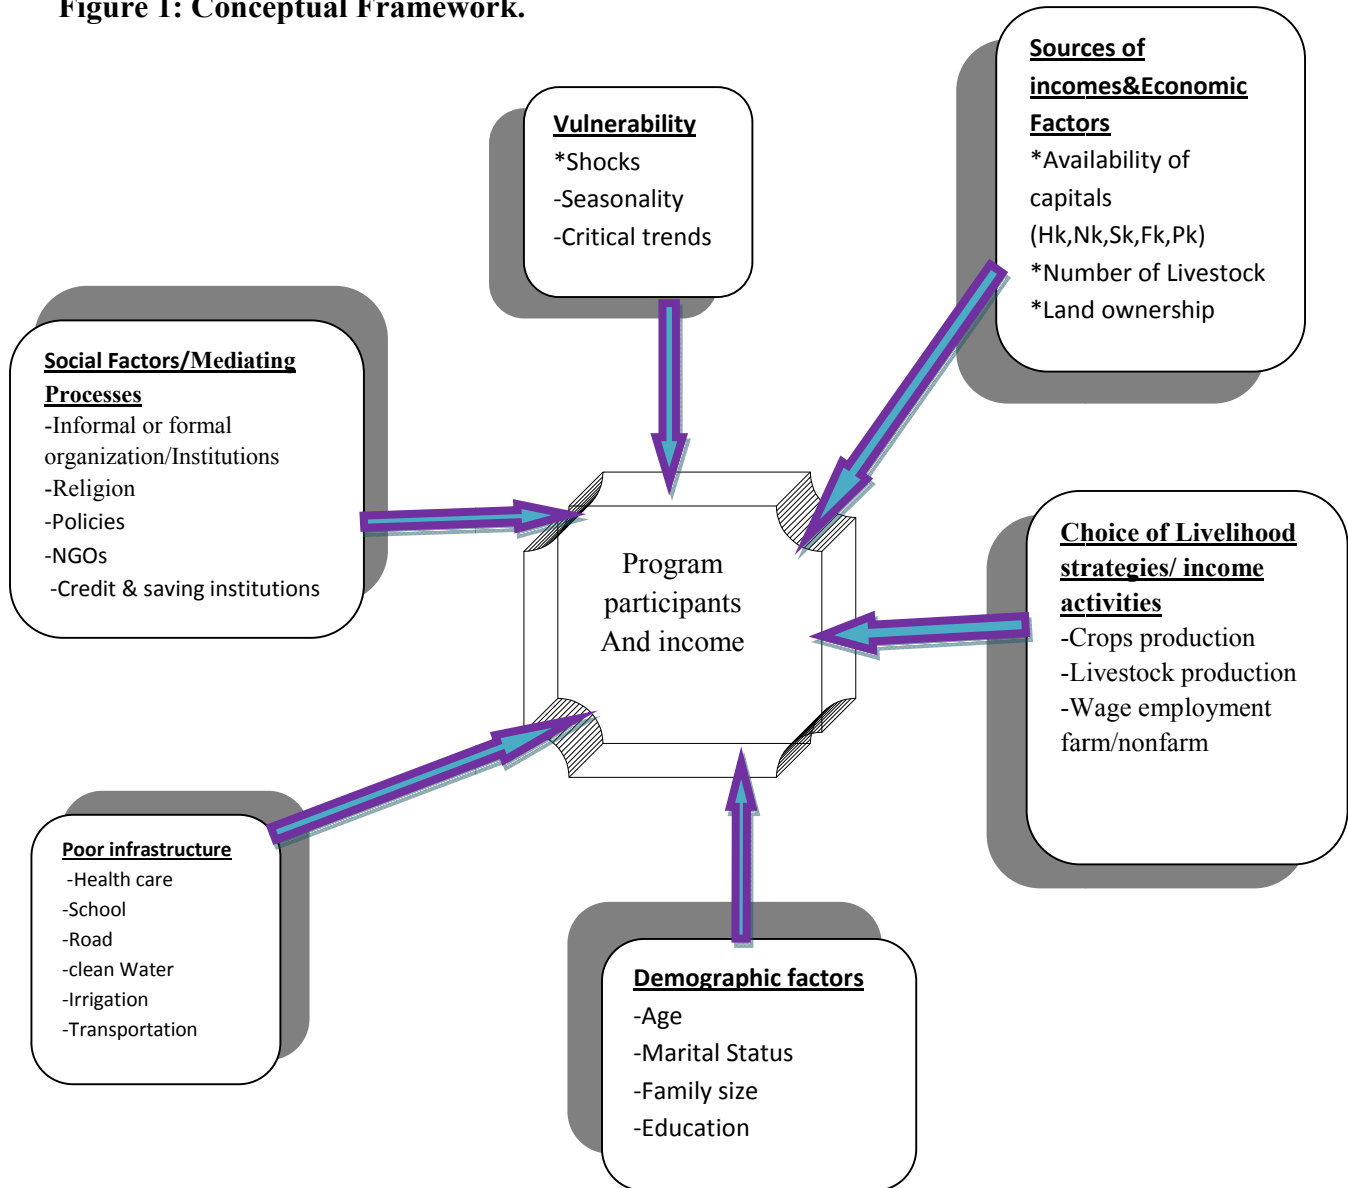 Figure 1: Conceptual Framework.
Sources of
incomes&Economic
Factors
*Availability of
capitals
(Hk,Nk,Sk,Fk,Pk)
*Number of Livestock
*Land ownership
Vulnerability
*Shocks
-Seasonality
-Critical trends
Social Factors/Mediating
Processes
-Informal or formal
organization/Institutions
-Religion
-Policies
-NGOs
-Credit & saving institutions
Program
participants
And income
Choice of Livelihood
strategies/ income
activities
-Crops production
-Livestock production
-Wage employment
farm/nonfarm
Poor infrastructure
-Health care
-School
-Road
-clean Water
-Irrigation
-Transportation
Demographic factors
-Age
-Marital Status
-Family size
-Education